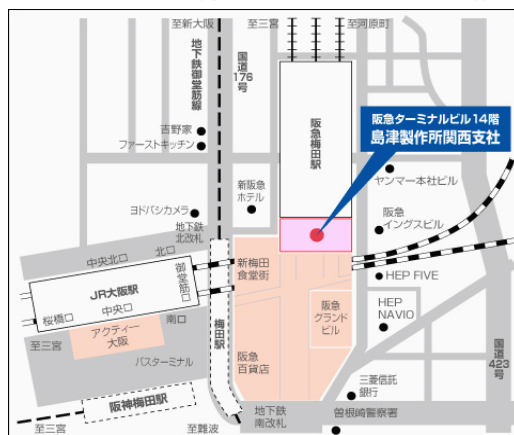 至新大阪
至三宮
至河原町
地下鉄御堂筋線
国道
176
号
阪急ターミナルビル14階
島津製作所関西支社
吉野家
ファーストキッチン
阪急梅田駅
新阪急
ホテル
ヤンマー本社ビル
ヨドバシカメラ
地下鉄
北改札
阪急
イングスビル
中央北口
北口
御堂筋口
新梅田
食堂街
JR大阪駅
中央口
桜橋口
南口
HEP FIVE
梅田駅
阪急
グランド
ビル
HEP
NAVIO
至三宮
アクティー
大阪
バスターミナル
阪急
百貨店
国道
423
号
三菱信託
銀行
阪神梅田駅
地下鉄
南改札
曽根崎警察署
至三宮
至難波